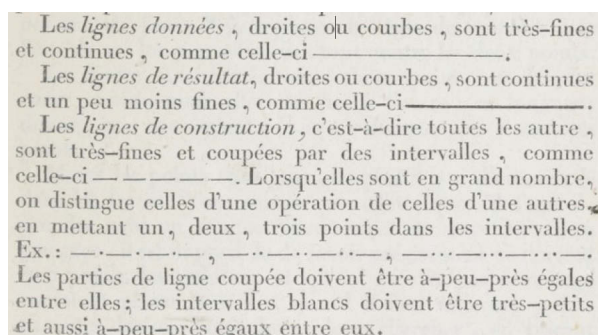 Les lignes données , droites ou courbes , sont très-fines
et continues , comme celle-ci ——————.
Les lignes de résultat, droites ou courbes , sont continues
et un peu moins fines , comme celle-ci——————.
Les lignes de construction, c'est-à-dire toutes les autre ,
sont très-fines et coupées par des intervalles , comme
celle-ci — — — — —. Lorsqu'elles sont en grand nombre,
on distingue celles d'une opération de celles d'une autres,
en mettant un, deux, trois points dans les intervalles.
Ex. : —·—·—·—, —··—··—··—, —···—···—.
Les parties de ligne coupée doivent être à-peu-près égales
entre elles; les intervalles blancs doivent être très-petits
et aussi à-peu-près égaux entre eux.